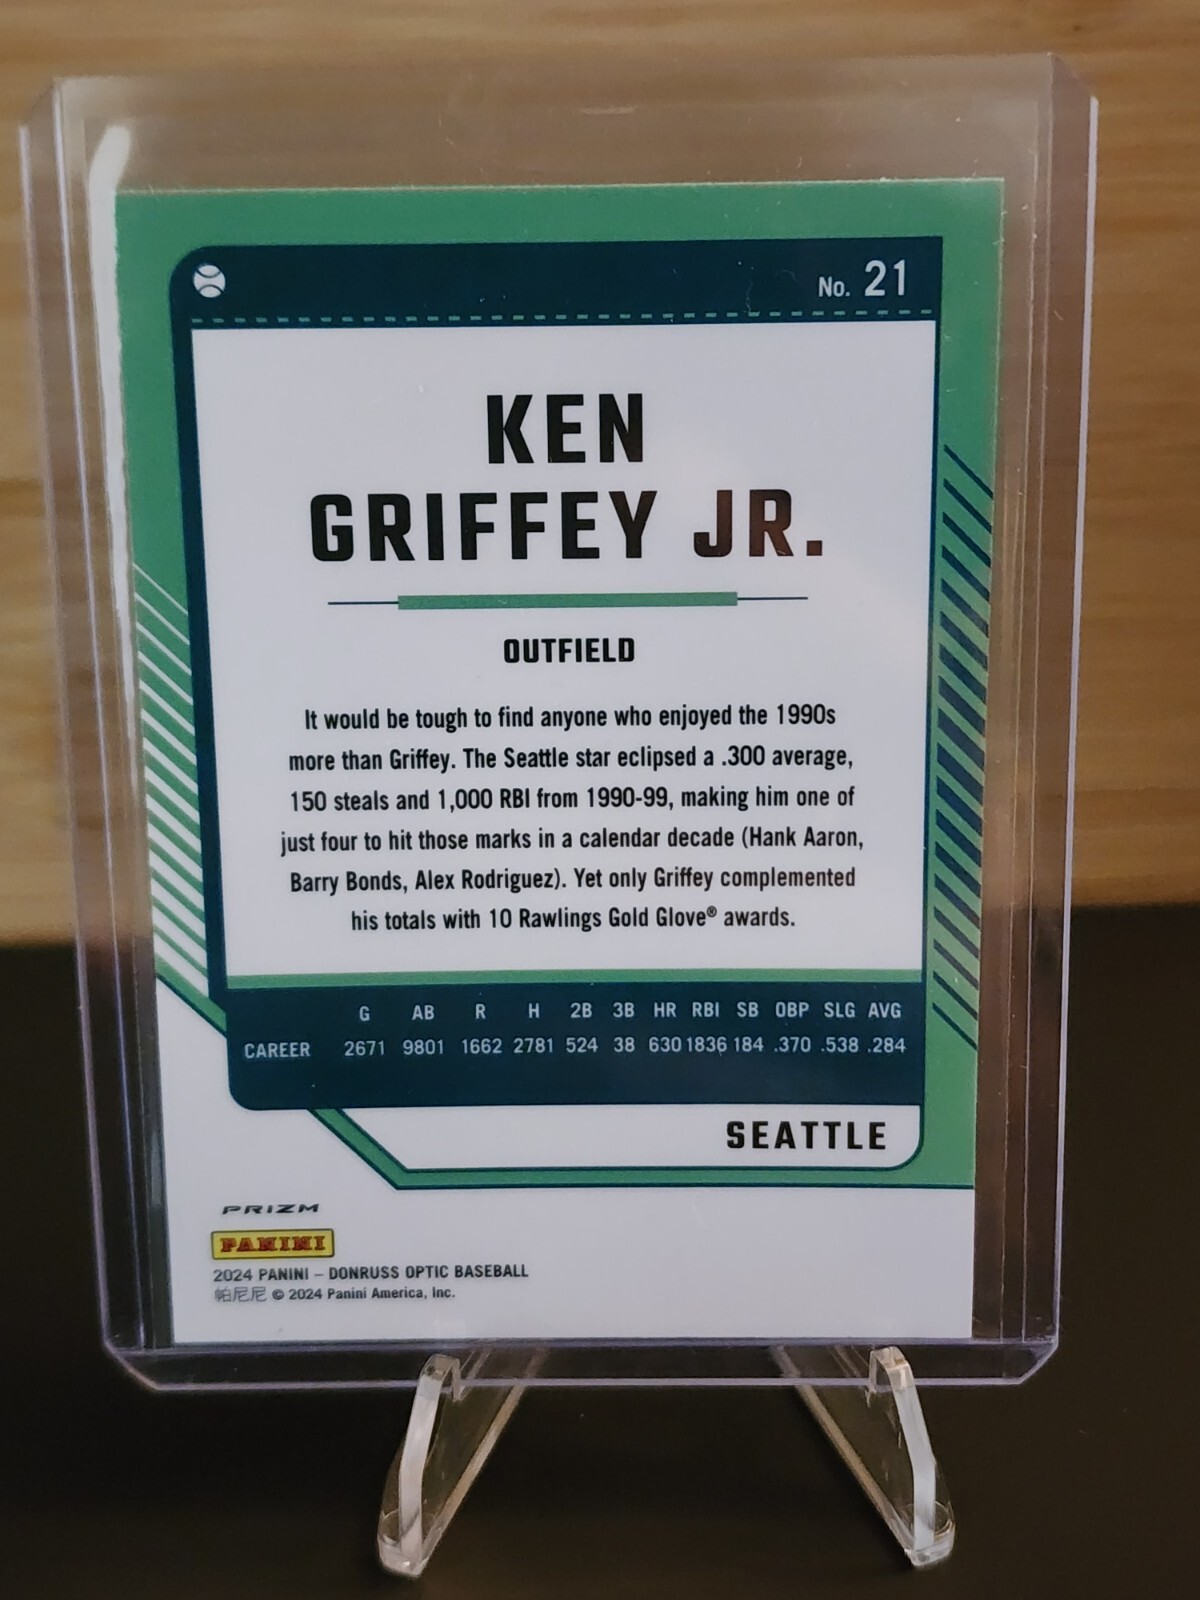 No. 21
KEN
GRIFFEY JR.
OUTFIELD
It would be tough to find anyone who enjoyed the 1990s
more than Griffey. The Seattle star eclipsed a .300 average,
150 steals and 1,000 RBI from 1990-99, making him one of
just four to hit those marks in a calendar decade (Hank Aaron,
Barry Bonds, Alex Rodriguez). Yet only Griffey complemented
his totals with 10 Rawlings Gold Glove® awards.
G AB R H 2B 3B HR RBI SB OBP SLG AVG
CAREER 2671 9801 1662 2781 524 38 630 1836 184 .370 .538 .284
SEATTLE
PRIZM
PANINI
2024 PANINI – DONRUSS OPTIC BASEBALL
帕尼尼 © 2024 Panini America, Inc.